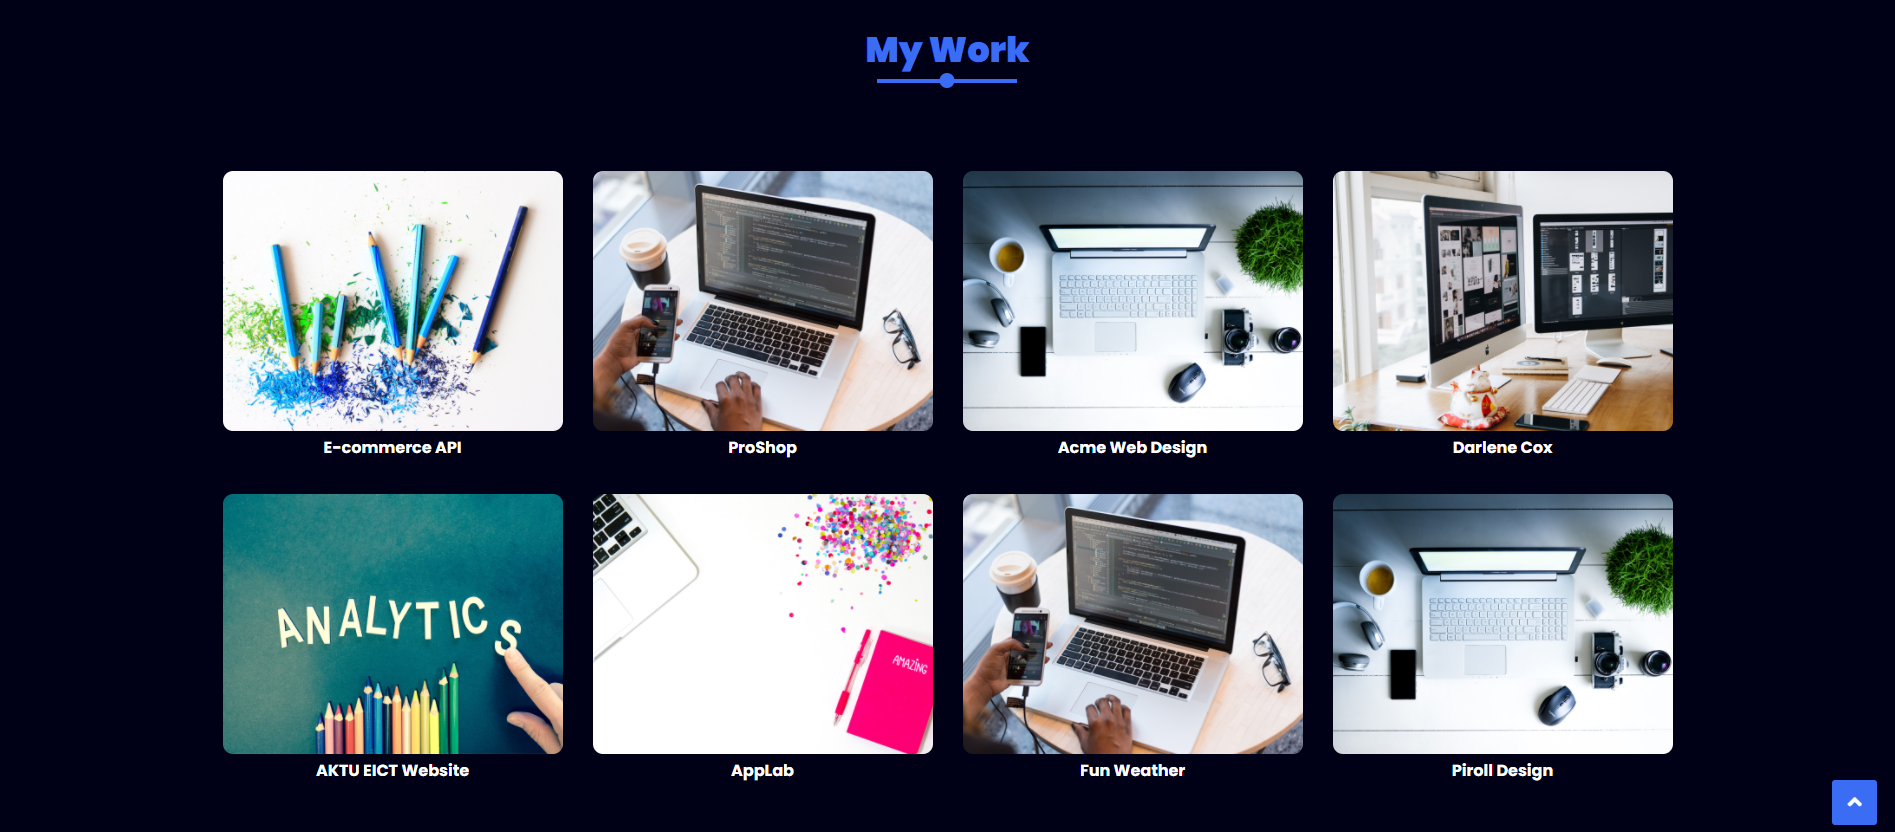 My Work
E-commerce API
ProShop
Acme Web Design
Darlene Cox
ANALYTICS
AMAZING
AKTU EICT Website
AppLab
Fun Weather
Piroll Design